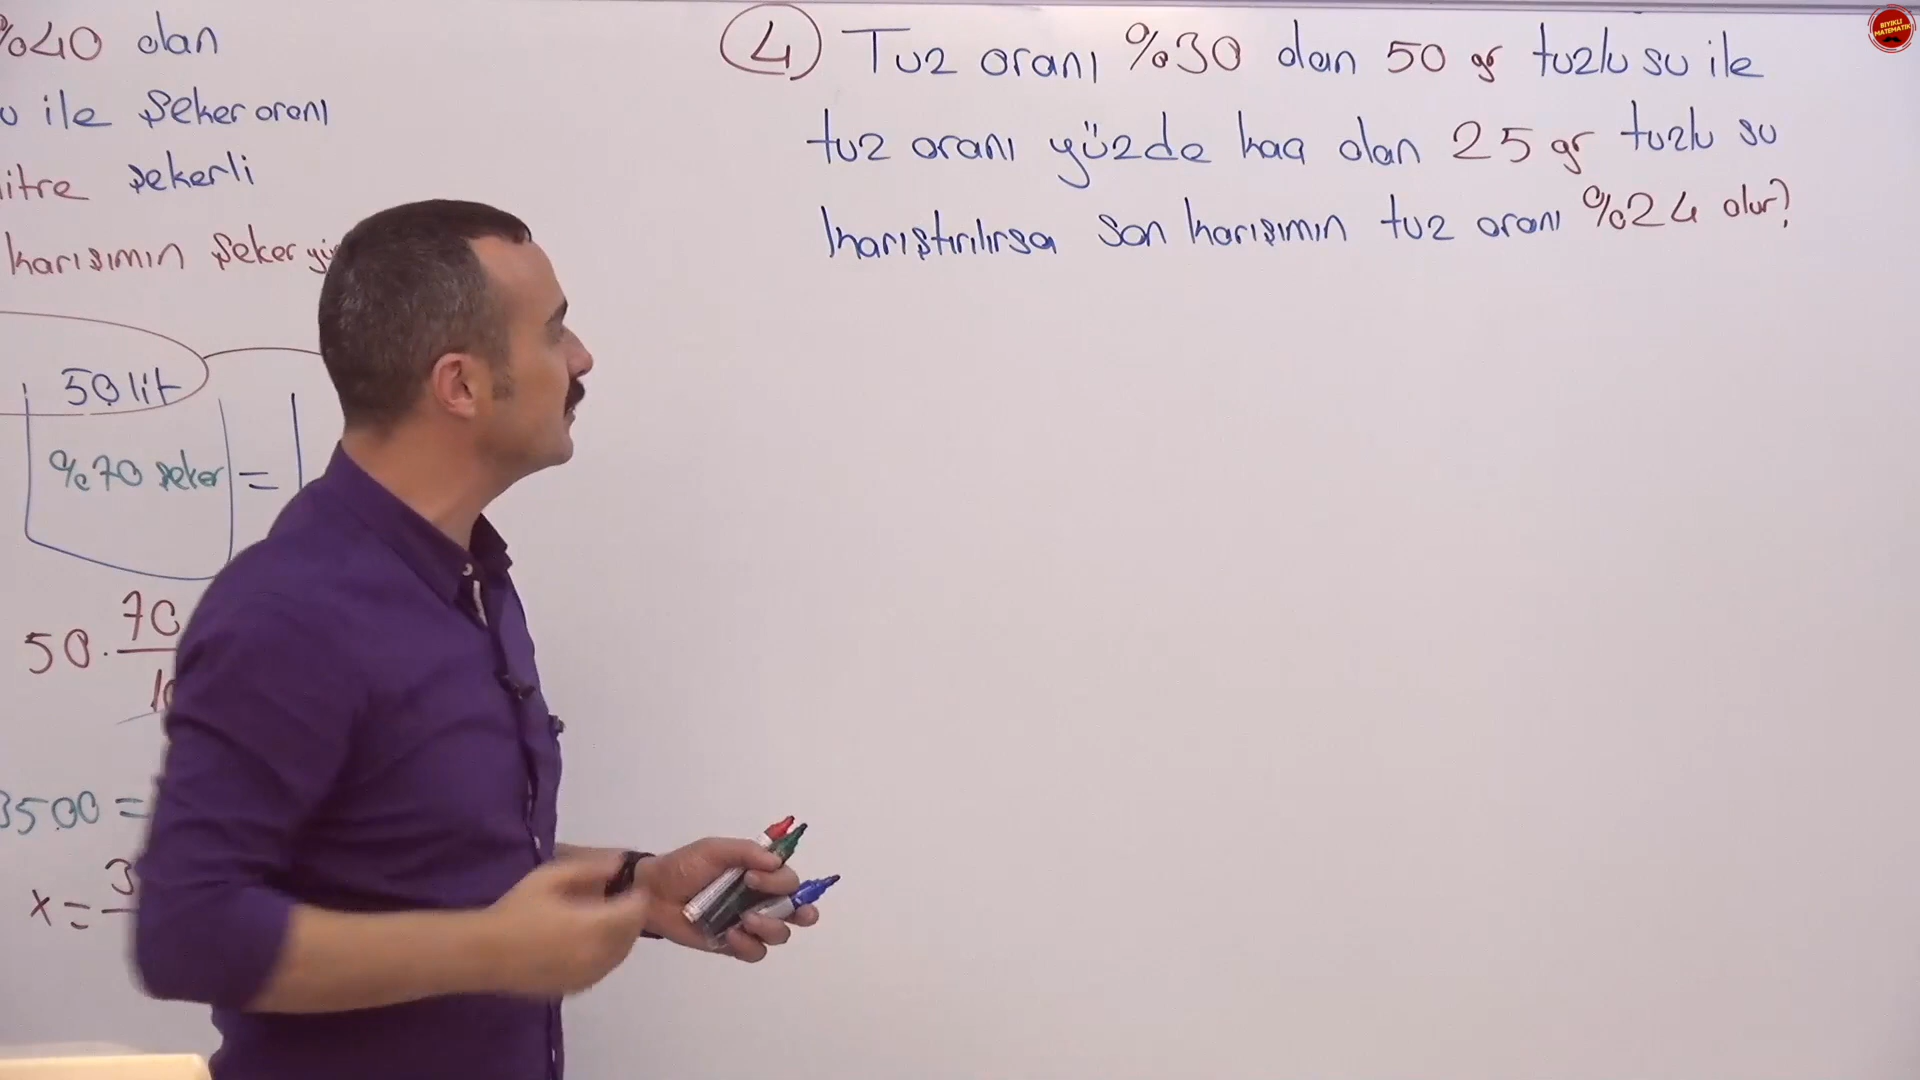 %40 olan
u ile şeker oranı
litre şekerli
karışımın şeker yü
50 lit
%70 şeker =
50.70
3500 =
x = 3
4 Tuz oranı %30 olan 50 gr tuzlu su ile
tuz oranı yüzde kaç olan 25 gr tuzlu su
karıştırılırsa son karışımın tuz oranı %24 olur?
BIYIKLI
MATEMATİK